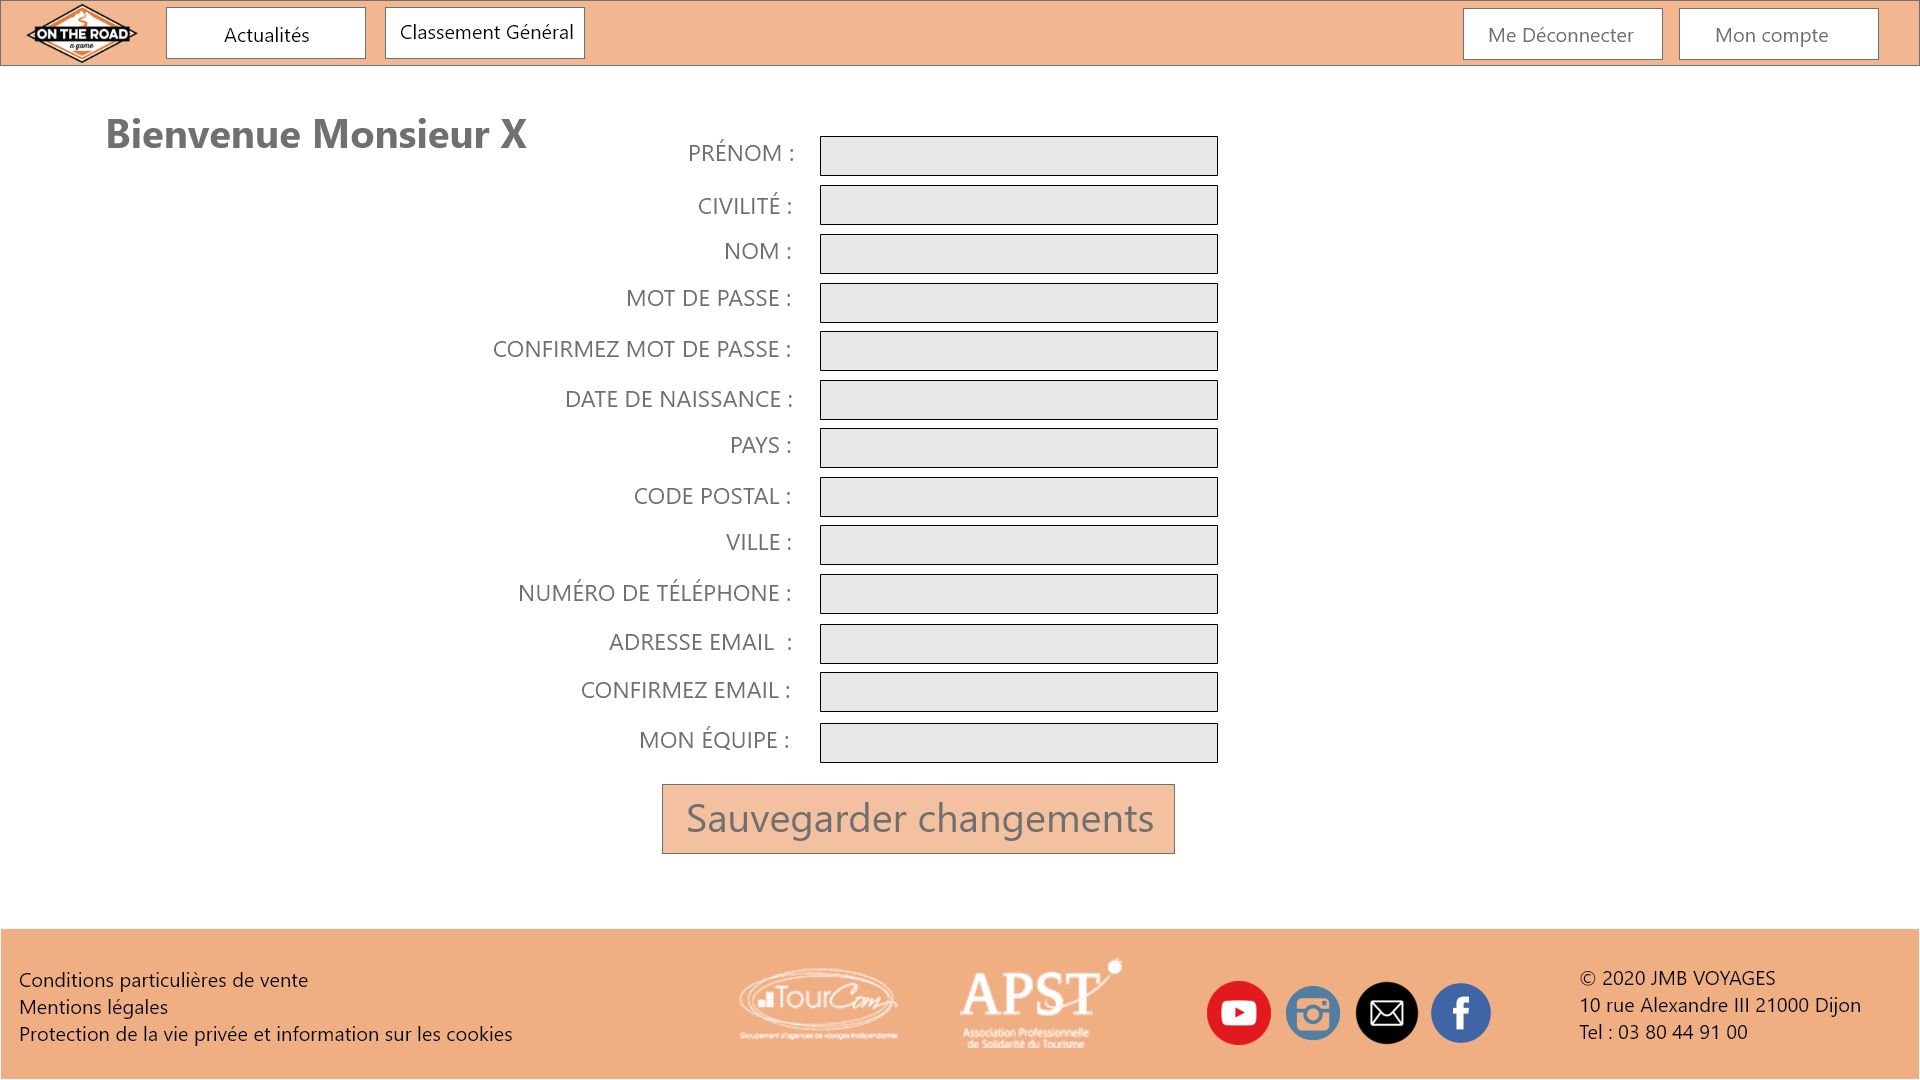 ON THE ROAD
a game
Actualités
Classement Général
Me Déconnecter
Mon compte
Bienvenue Monsieur X
PRÉNOM :
CIVILITÉ :
NOM :
MOT DE PASSE :
CONFIRMEZ MOT DE PASSE :
DATE DE NAISSANCE :
PAYS :
CODE POSTAL :
VILLE :
NUMÉRO DE TÉLÉPHONE :
ADRESSE EMAIL :
CONFIRMEZ EMAIL :
MON ÉQUIPE :
Sauvegarder changements
Conditions particulières de vente
Mentions légales
Protection de la vie privée et information sur les cookies
TourCom
Groupement d'agences de voyages indépendantes
APST
Association Professionnelle
de Solidarité du Tourisme
© 2020 JMB VOYAGES
10 rue Alexandre III 21000 Dijon
Tel : 03 80 44 91 00